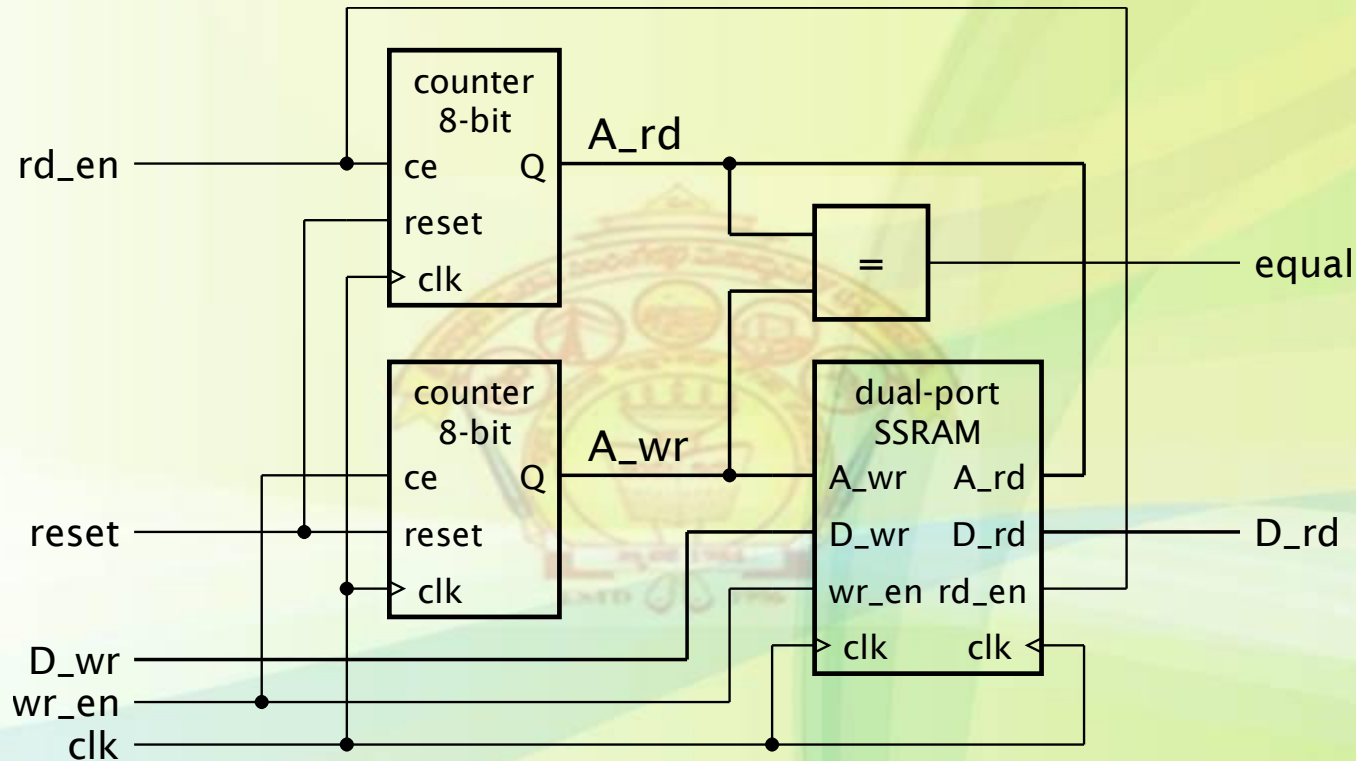 counter
8-bit
A_rd
rd_en
ce
Q
reset
clk
=
equal
counter
8-bit
A_wr
ce
Q
reset
reset
clk
dual-port
SSRAM
A_wr
A_rd
D_wr
D_rd
D_rd
wr_en
rd_en
clk
clk
D_wr
wr_en
clk